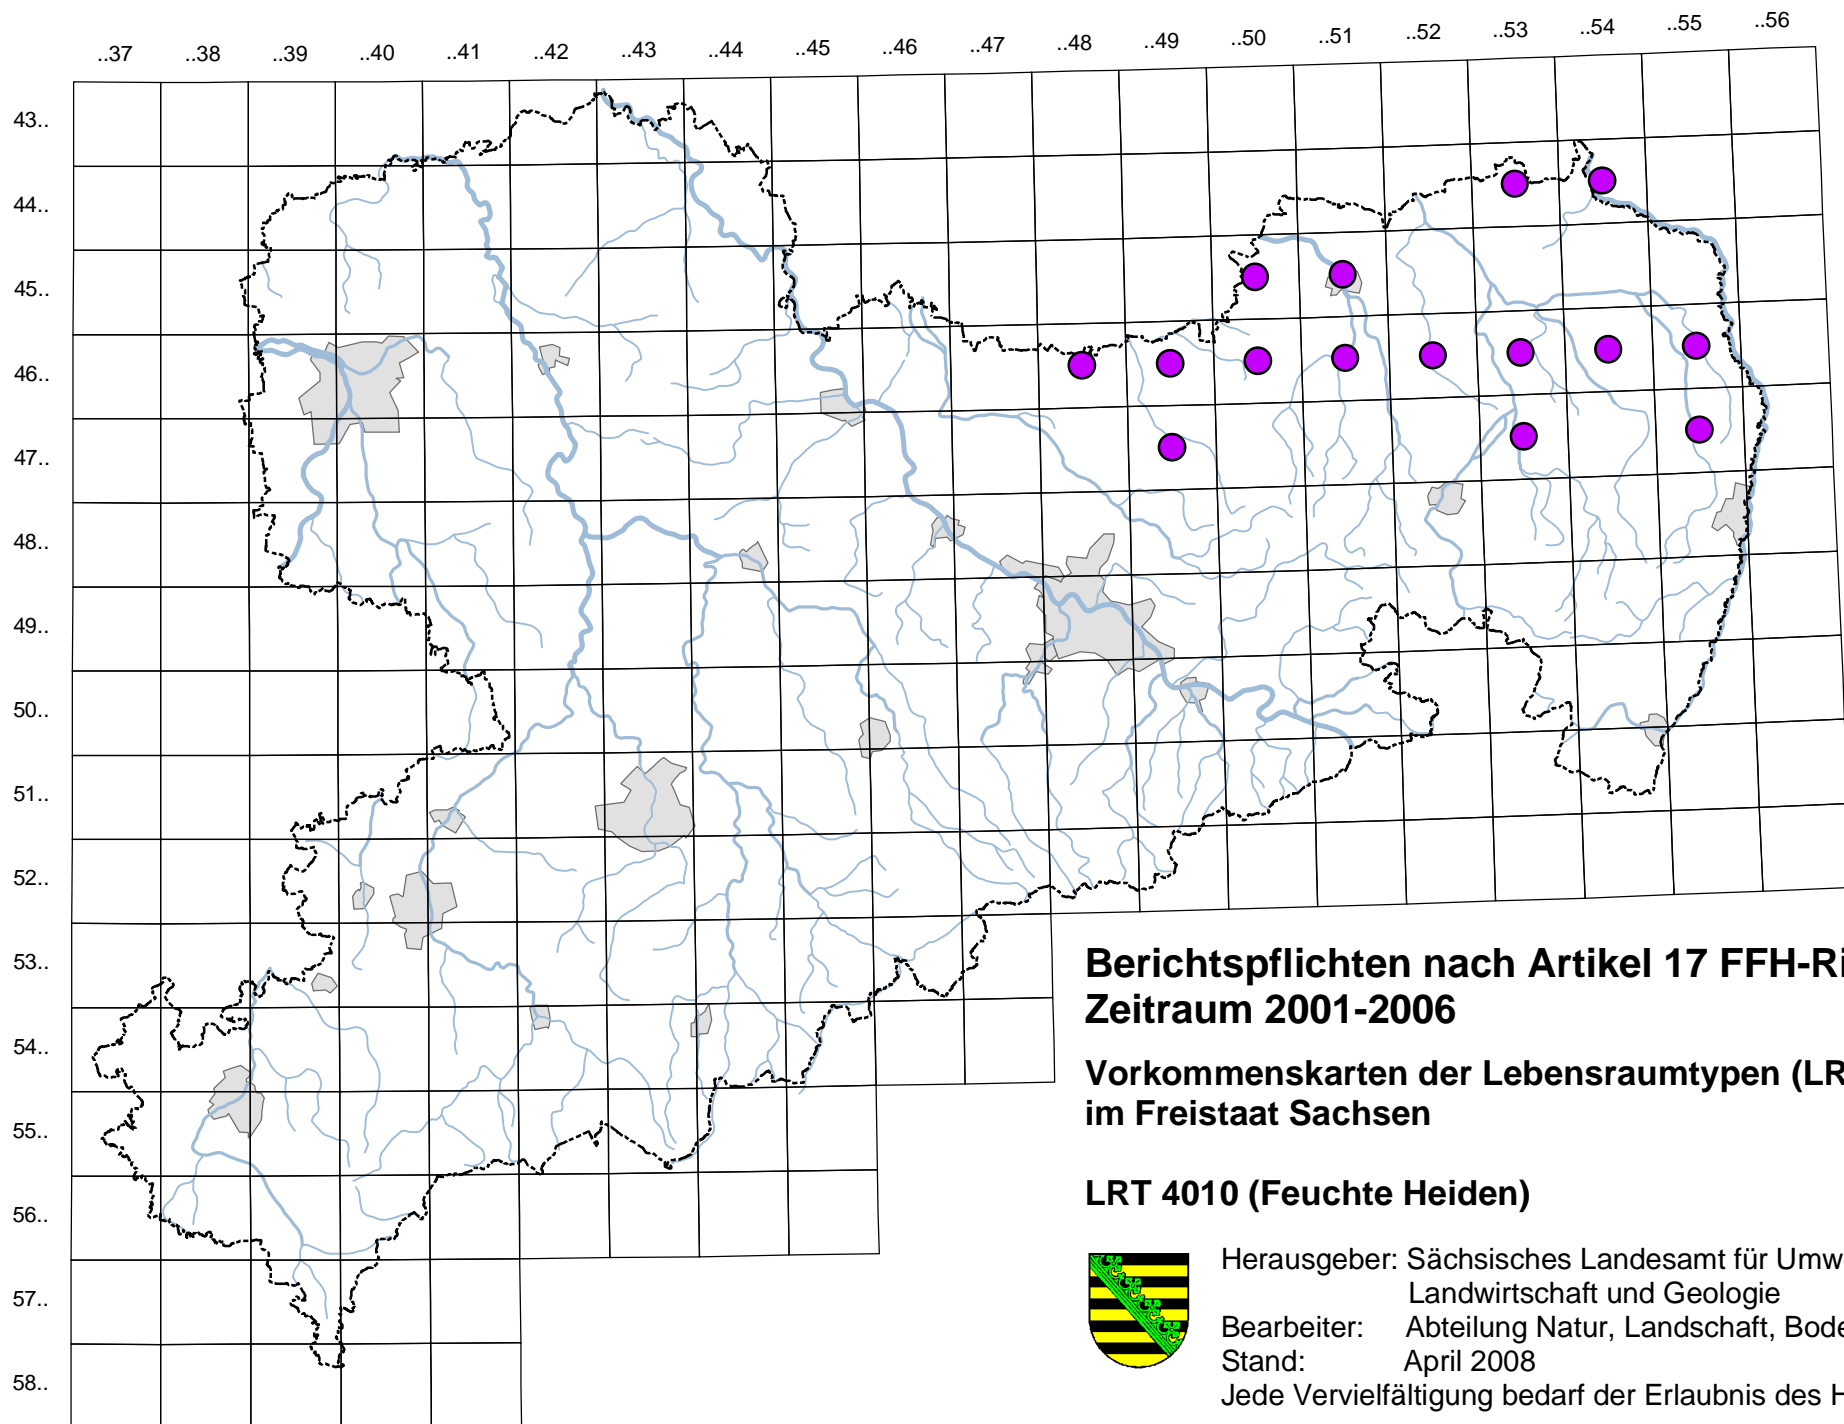 ..37 ..38 ..39 ..40 ..41 ..42 ..43 ..44 ..45 ..46 ..47 ..48 ..49 ..50 ..51 ..52 ..53 ..54 ..55 ..56
43..
44..
45..
46..
47..
48..
49..
50..
51..
52..
53..
54..
55..
56..
57..
58..
Berichtspflichten nach Artikel 17 FFH-Ri
Zeitraum 2001-2006
Vorkommenskarten der Lebensraumtypen (LR
im Freistaat Sachsen
LRT 4010 (Feuchte Heiden)
Herausgeber: Sächsisches Landesamt für Umw
Landwirtschaft und Geologie
Bearbeiter: Abteilung Natur, Landschaft, Bode
Stand: April 2008
Jede Vervielfältigung bedarf der Erlaubnis des H